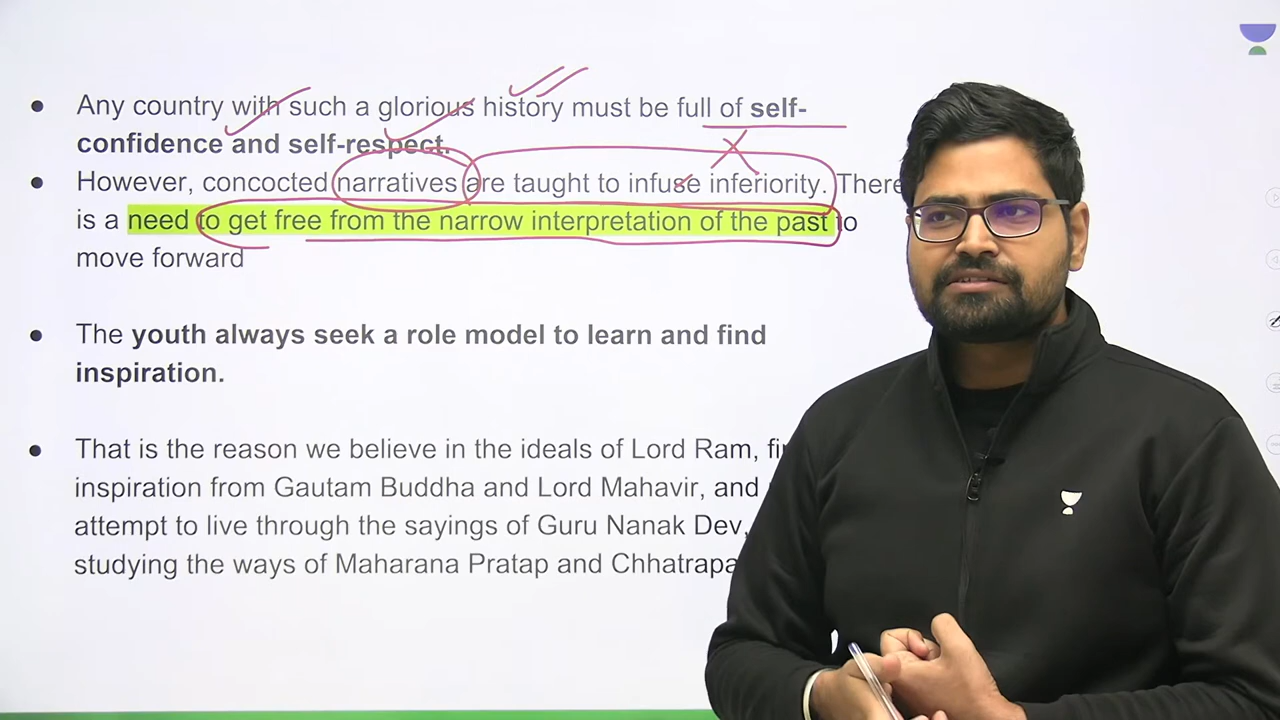 Any country with such a glorious history must be full of self-
confidence and self-respect.
However, concocted narratives are taught to infuse inferiority. There
is a need to get free from the narrow interpretation of the past to
move forward
The youth always seek a role model to learn and find
inspiration.
That is the reason we believe in the ideals of Lord Ram,
inspiration from Gautam Buddha and Lord Mahavir, and
attempt to live through the sayings of Guru Nanak Dev,
studying the ways of Maharana Pratap and